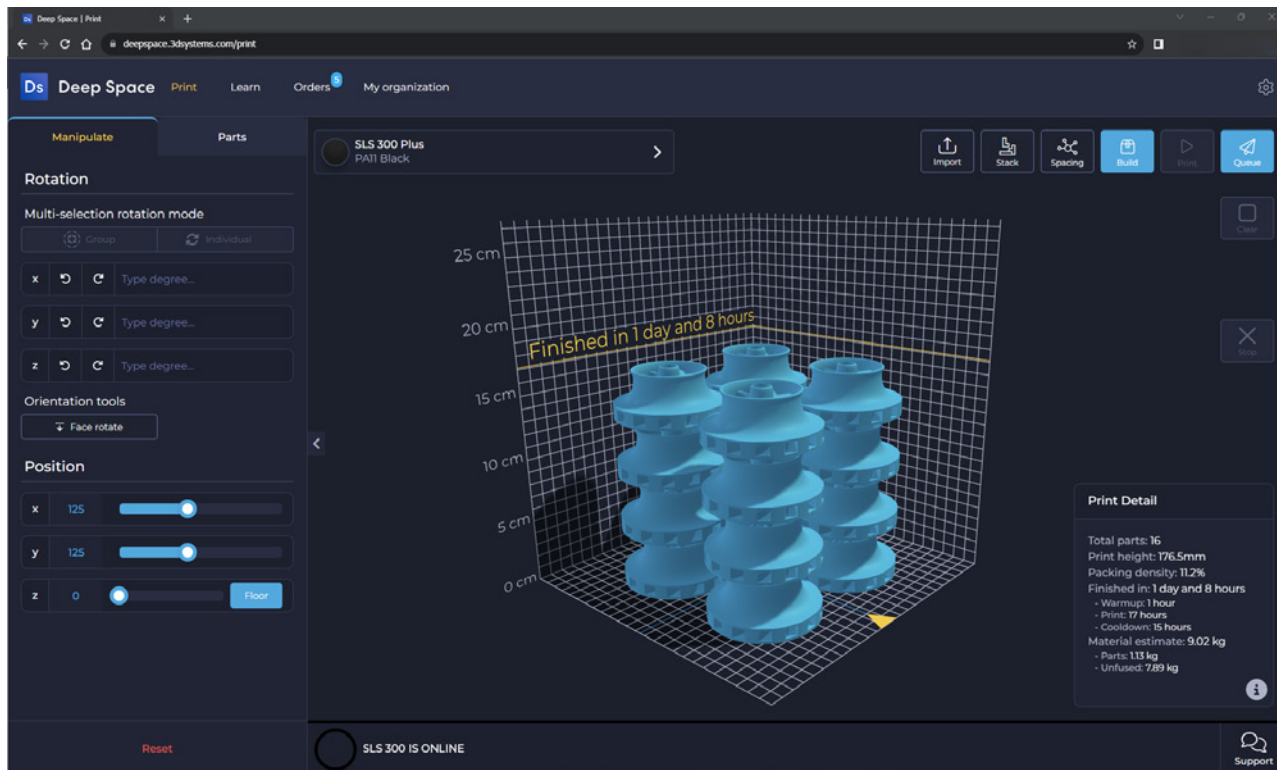 Deep Space | Print
deepspace.3dsystems.com/print
Ds Deep Space Print Learn Orders 5 My organization
Manipulate Parts
SLS 300 Plus
PA11 Black
Import Stack Spacing Build Print Queue
Rotation
Multi-selection rotation mode
Group Individual
x Type degree...
y Type degree...
z Type degree...
Orientation tools
Face rotate
Position
x 125
y 125
z 0 Floor
Reset
25 cm
20 cm
15 cm
10 cm
5 cm
0 cm
Finished in 1 day and 8 hours
Clear
Stop
Print Detail
Total parts: 16
Print height: 176.5mm
Packing density: 11.2%
Finished in: 1 day and 8 hours
- Warmup: 1 hour
- Print: 17 hours
- Cooldown: 15 hours
Material estimate: 9.02 kg
- Parts: 1.13 kg
- Unfused: 7.89 kg
SLS 300 IS ONLINE
Support